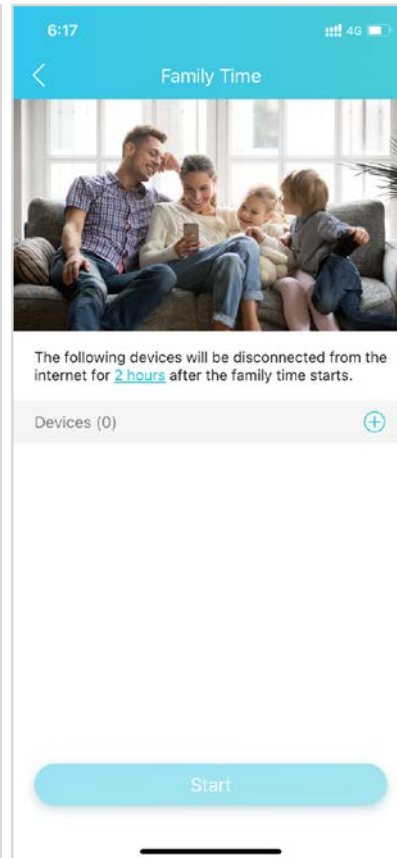 6:17
4G
Family Time
The following devices will be disconnected from the
internet for 2 hours after the family time starts.
Devices (0)
Start